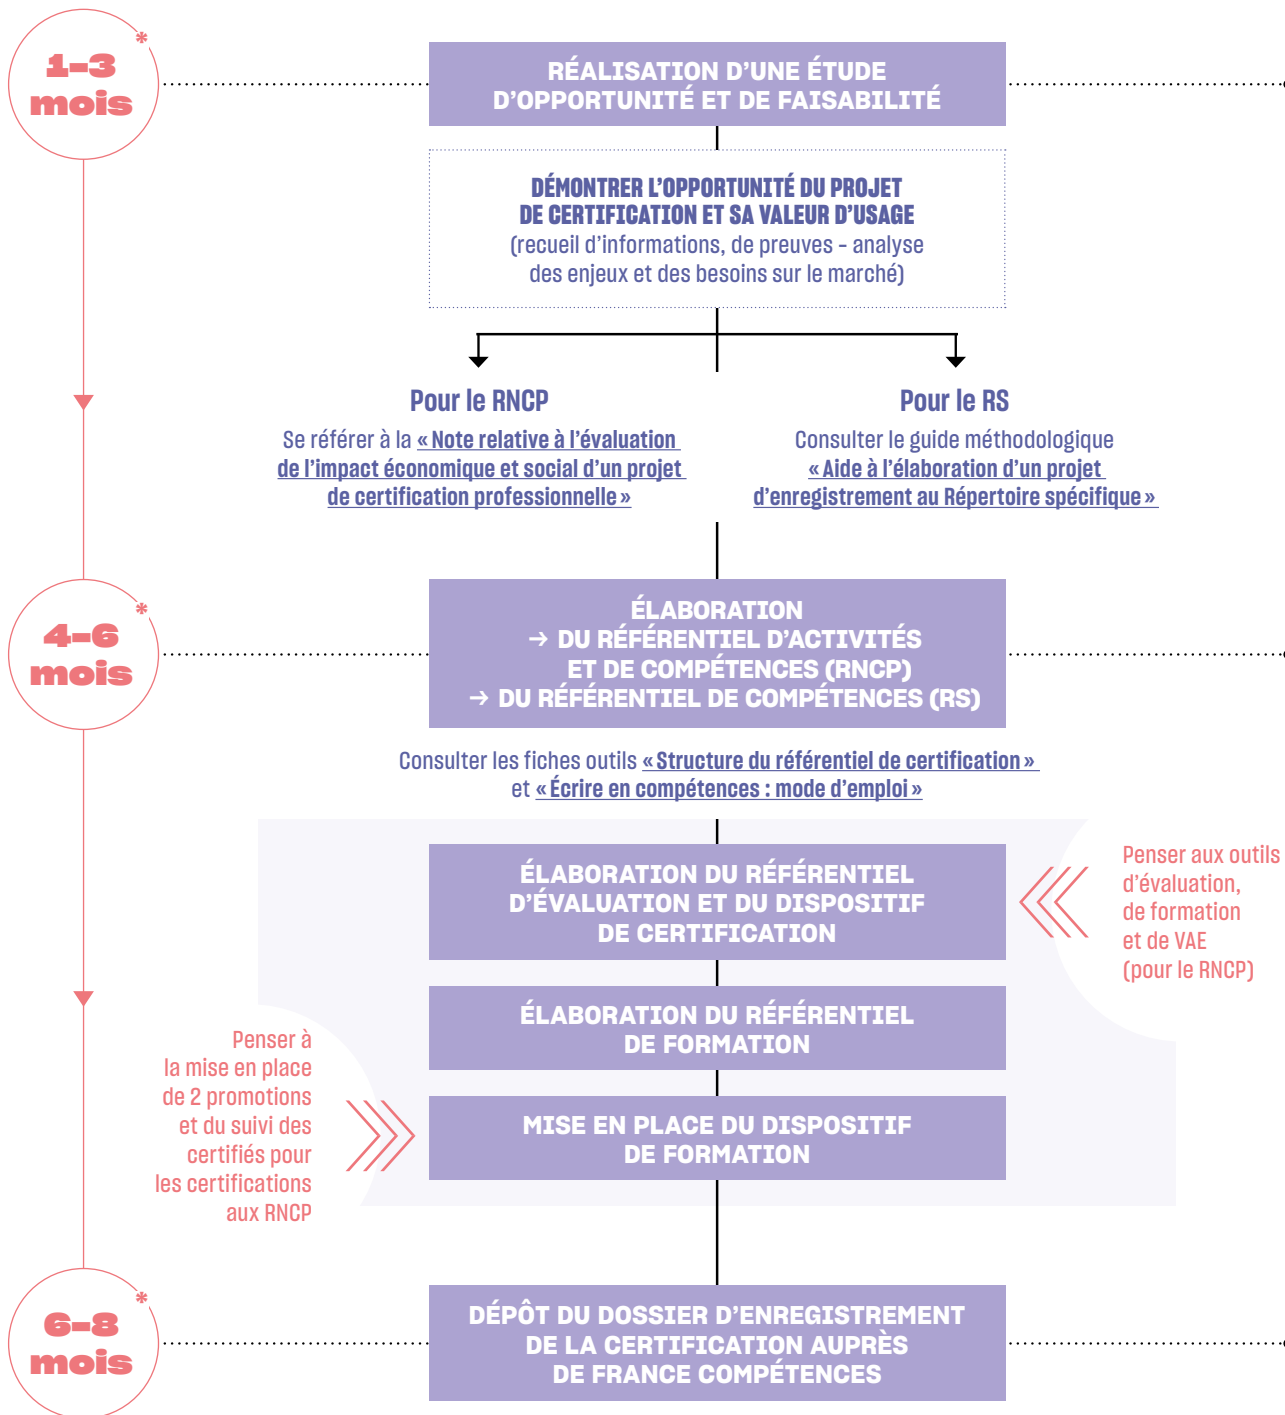 1-3
mois
*
RÉALISATION D’UNE ÉTUDE
D’OPPORTUNITÉ ET DE FAISABILITÉ
DÉMONTRER L’OPPORTUNITÉ DU PROJET
DE CERTIFICATION ET SA VALEUR D’USAGE
(recueil d’informations, de preuves - analyse
des enjeux et des besoins sur le marché)
Pour le RNCP
Se référer à la « Note relative à l’évaluation
de l’impact économique et social d’un projet
de certification professionnelle »
Pour le RS
Consulter le guide méthodologique
« Aide à l’élaboration d’un projet
d’enregistrement au Répertoire spécifique »
4-6
mois
*
ÉLABORATION
→ DU RÉFÉRENTIEL D’ACTIVITÉS
ET DE COMPÉTENCES (RNCP)
→ DU RÉFÉRENTIEL DE COMPÉTENCES (RS)
Consulter les fiches outils « Structure du référentiel de certification »
et « Écrire en compétences : mode d’emploi »
ÉLABORATION DU RÉFÉRENTIEL
D’ÉVALUATION ET DU DISPOSITIF
DE CERTIFICATION
Penser aux outils
d’évaluation,
de formation
et de VAE
(pour le RNCP)
ÉLABORATION DU RÉFÉRENTIEL
DE FORMATION
Penser à
la mise en place
de 2 promotions
et du suivi des
certifiés pour
les certifications
aux RNCP
MISE EN PLACE DU DISPOSITIF
DE FORMATION
6-8
mois
*
DÉPÔT DU DOSSIER D’ENREGISTREMENT
DE LA CERTIFICATION AUPRÈS
DE FRANCE COMPÉTENCES